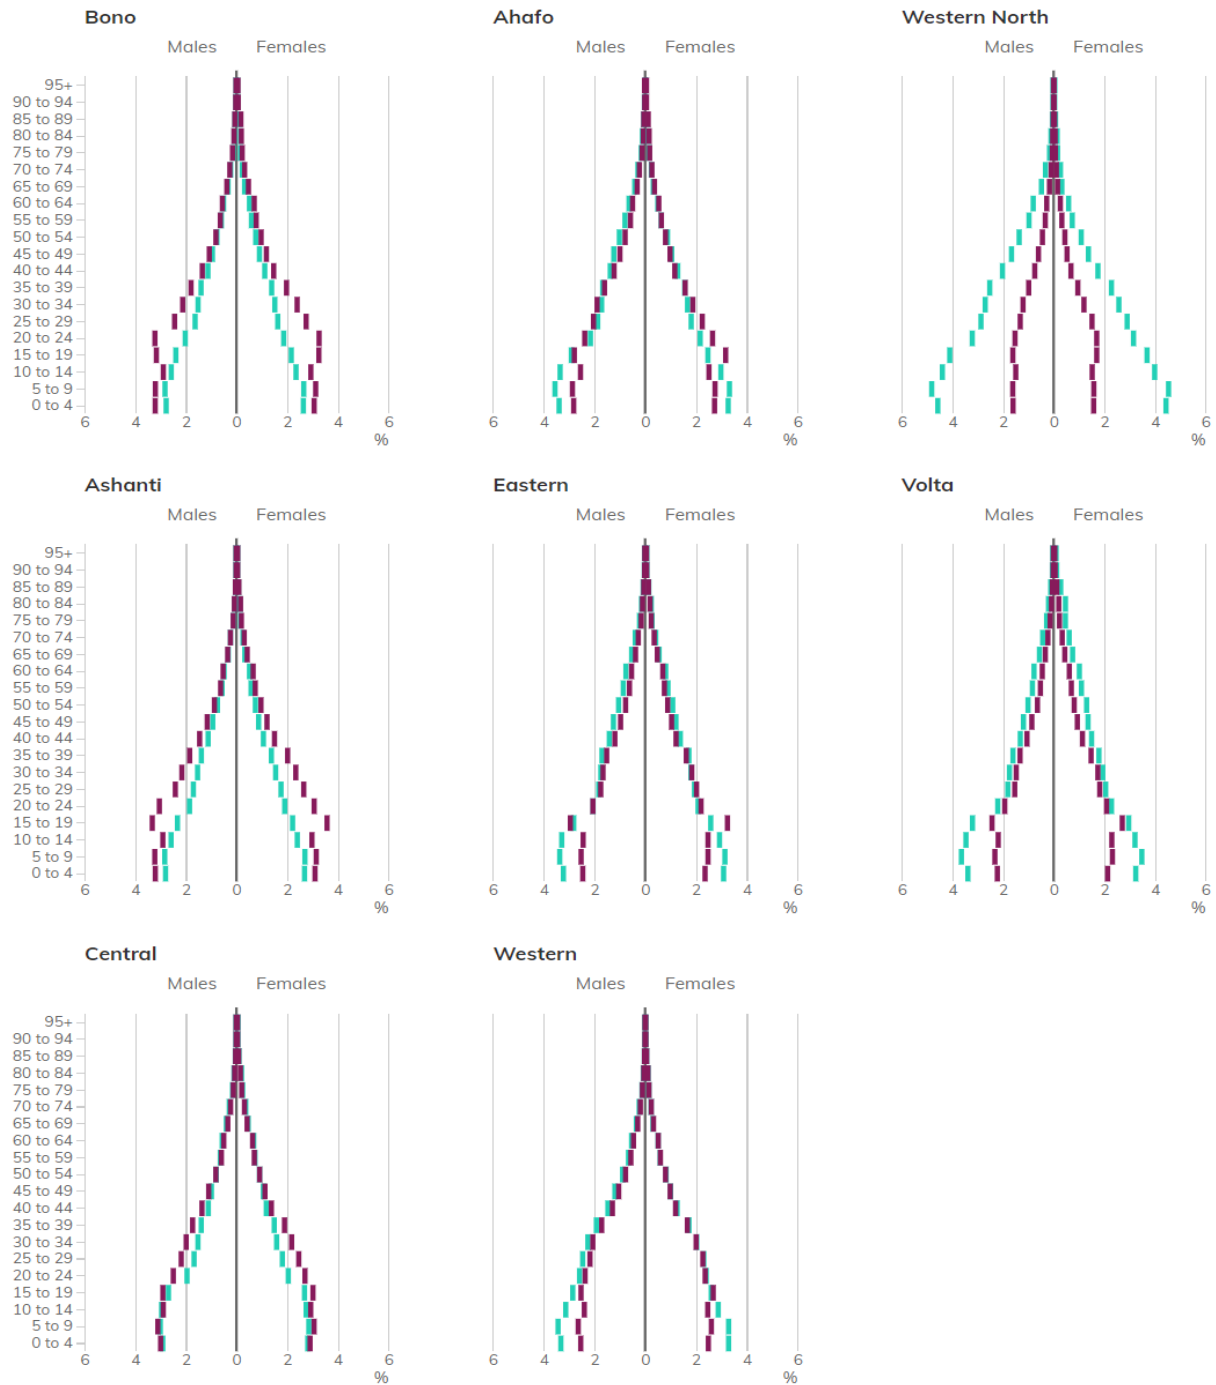 Bono
Ahafo
Western North
Males Females
Males Females
Males Females
95+
90 to 94
85 to 89
80 to 84
75 to 79
70 to 74
65 to 69
60 to 64
55 to 59
50 to 54
45 to 49
40 to 44
35 to 39
30 to 34
25 to 29
20 to 24
15 to 19
10 to 14
5 to 9
0 to 4
6 4 2 0 2 4 6
6 4 2 0 2 4 6
6 4 2 0 2 4 6
%
%
%
Ashanti
Eastern
Volta
Males Females
Males Females
Males Females
95+
90 to 94
85 to 89
80 to 84
75 to 79
70 to 74
65 to 69
60 to 64
55 to 59
50 to 54
45 to 49
40 to 44
35 to 39
30 to 34
25 to 29
20 to 24
15 to 19
10 to 14
5 to 9
0 to 4
6 4 2 0 2 4 6
6 4 2 0 2 4 6
6 4 2 0 2 4 6
%
%
%
Central
Western
Males Females
Males Females
95+
90 to 94
85 to 89
80 to 84
75 to 79
70 to 74
65 to 69
60 to 64
55 to 59
50 to 54
45 to 49
40 to 44
35 to 39
30 to 34
25 to 29
20 to 24
15 to 19
10 to 14
5 to 9
0 to 4
6 4 2 0 2 4 6
6 4 2 0 2 4 6
%
%